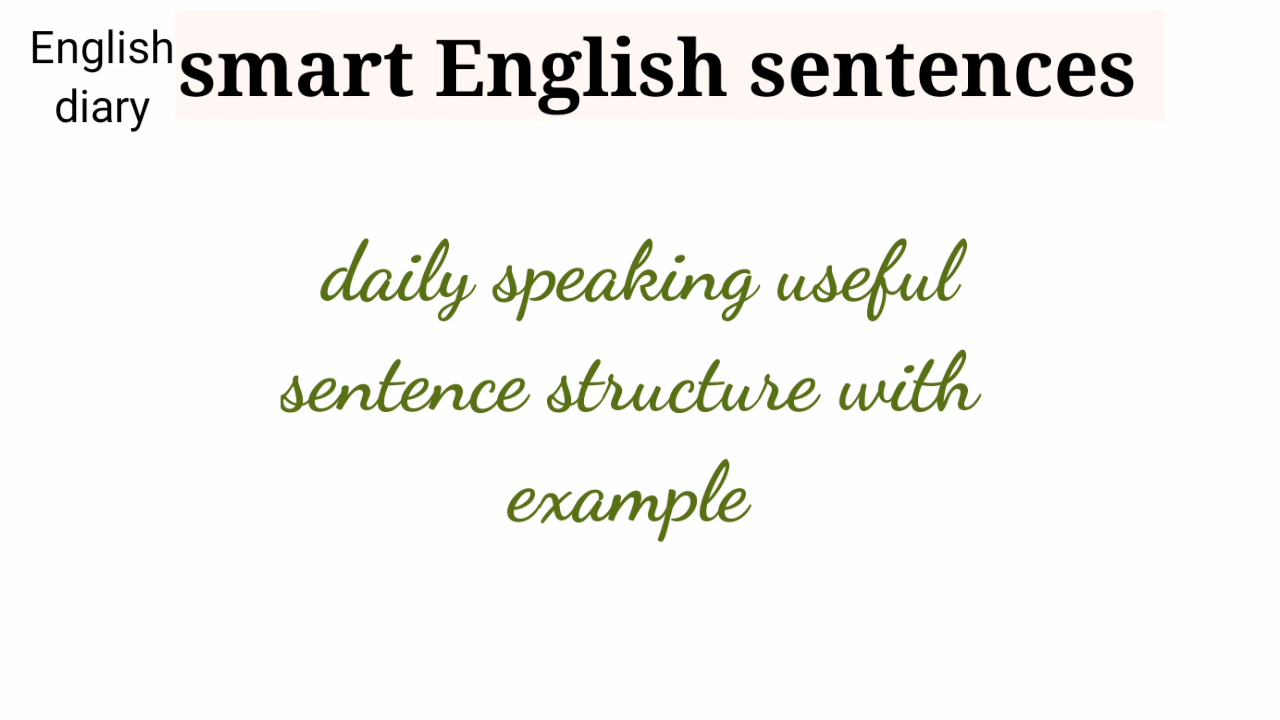 English
diary
smart English sentences
daily speaking useful
sentence structure with
example